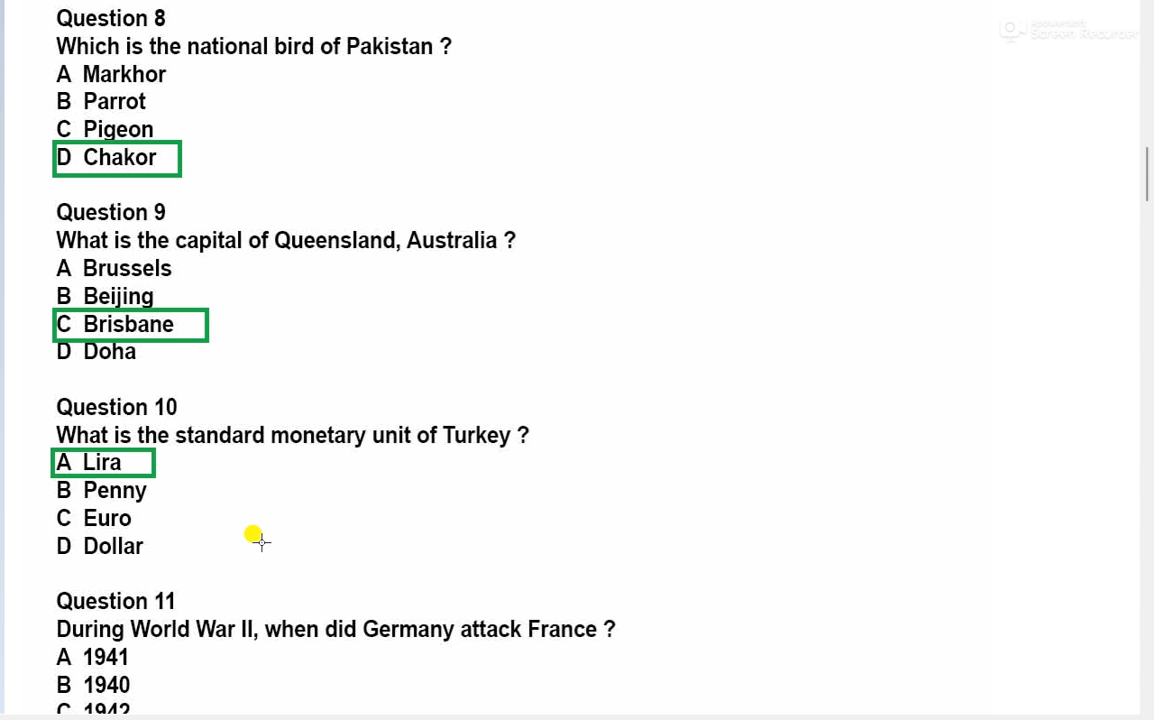 Question 8
Which is the national bird of Pakistan ?
A Markhor
B Parrot
C Pigeon
D Chakor
Question 9
What is the capital of Queensland, Australia ?
A Brussels
B Beijing
C Brisbane
D Doha
Question 10
What is the standard monetary unit of Turkey ?
A Lira
B Penny
C Euro
D Dollar
Question 11
During World War II, when did Germany attack France ?
A 1941
B 1940
C 1942
Screen Recorder